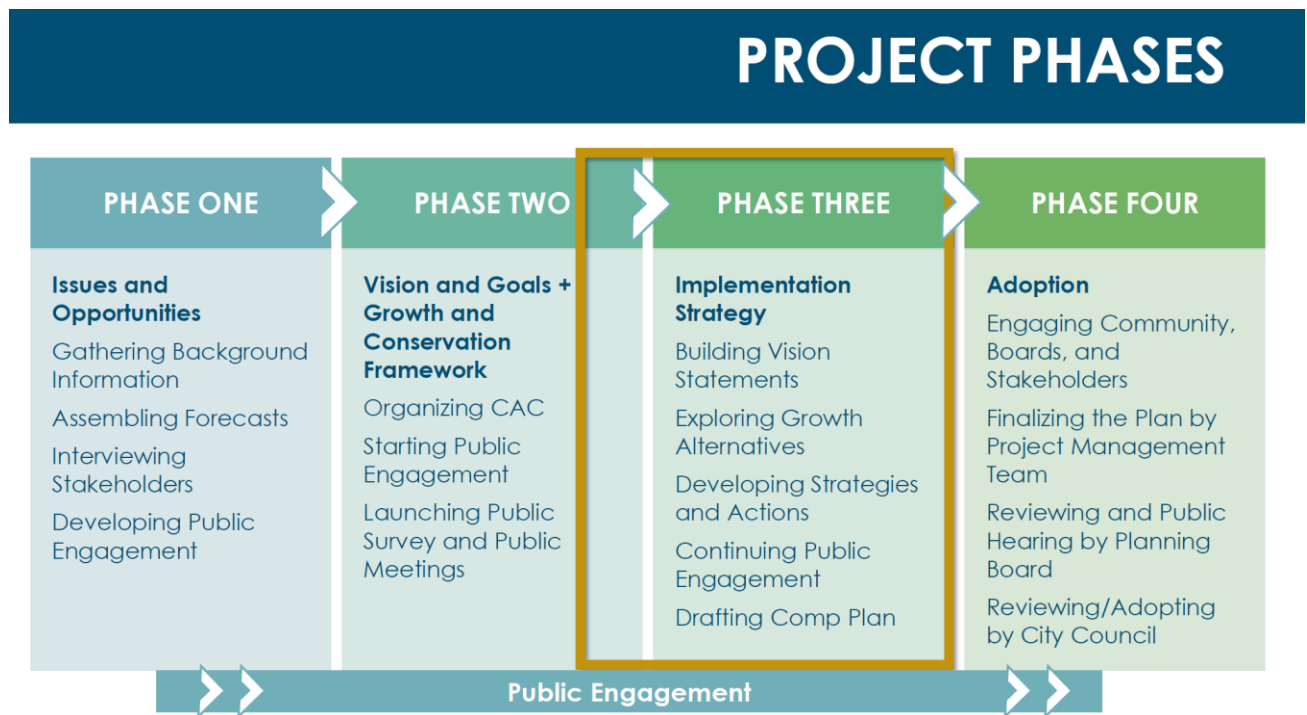 PROJECT PHASES
PHASE ONE
Issues and
Opportunities
Gathering Background
Information
Assembling Forecasts
Interviewing
Stakeholders
Developing Public
Engagement
PHASE TWO
Vision and Goals +
Growth and
Conservation
Framework
Organizing CAC
Starting Public
Engagement
Launching Public
Survey and Public
Meetings
PHASE THREE
Implementation
Strategy
Building Vision
Statements
Exploring Growth
Alternatives
Developing Strategies
and Actions
Continuing Public
Engagement
Drafting Comp Plan
PHASE FOUR
Adoption
Engaging Community,
Boards, and
Stakeholders
Finalizing the Plan by
Project Management
Team
Reviewing and Public
Hearing by Planning
Board
Reviewing/Adopting
by City Council
Public Engagement